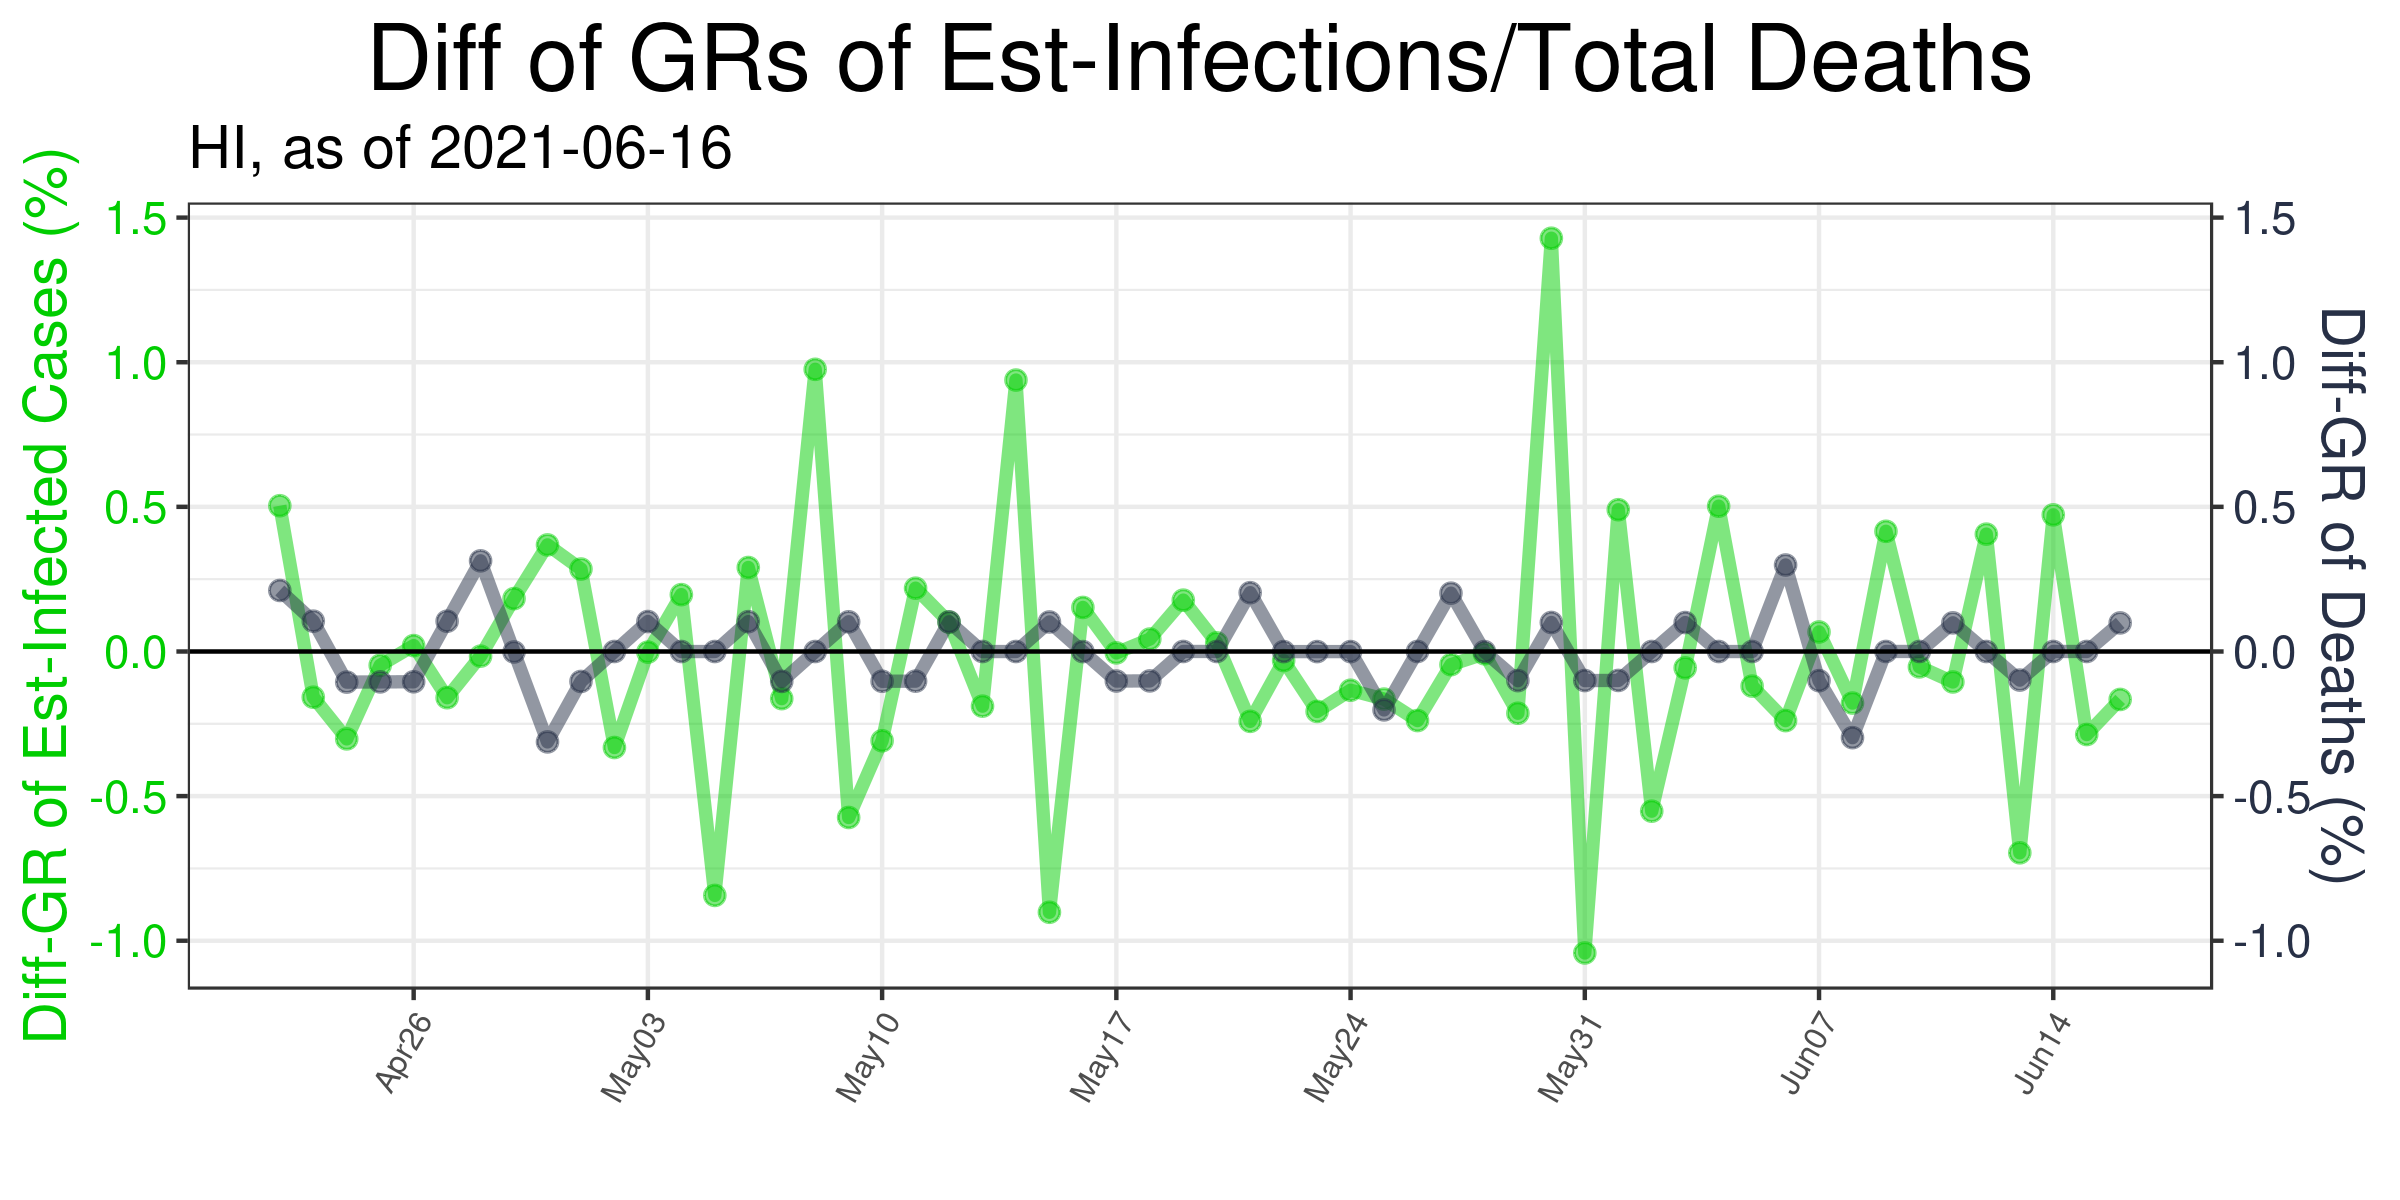 Diff of GRs of Est-Infections/Total Deaths
HI, as of 2021-06-16
Diff-GR of Est-Infected Cases (%)
1.5
1.0
0.5
0.0
-0.5
-1.0
1.5
1.0
0.5
0.0
-0.5
-1.0
Diff-GR of Deaths (%)
Apr26
May03
May10
May17
May24
May31
Jun07
Jun14